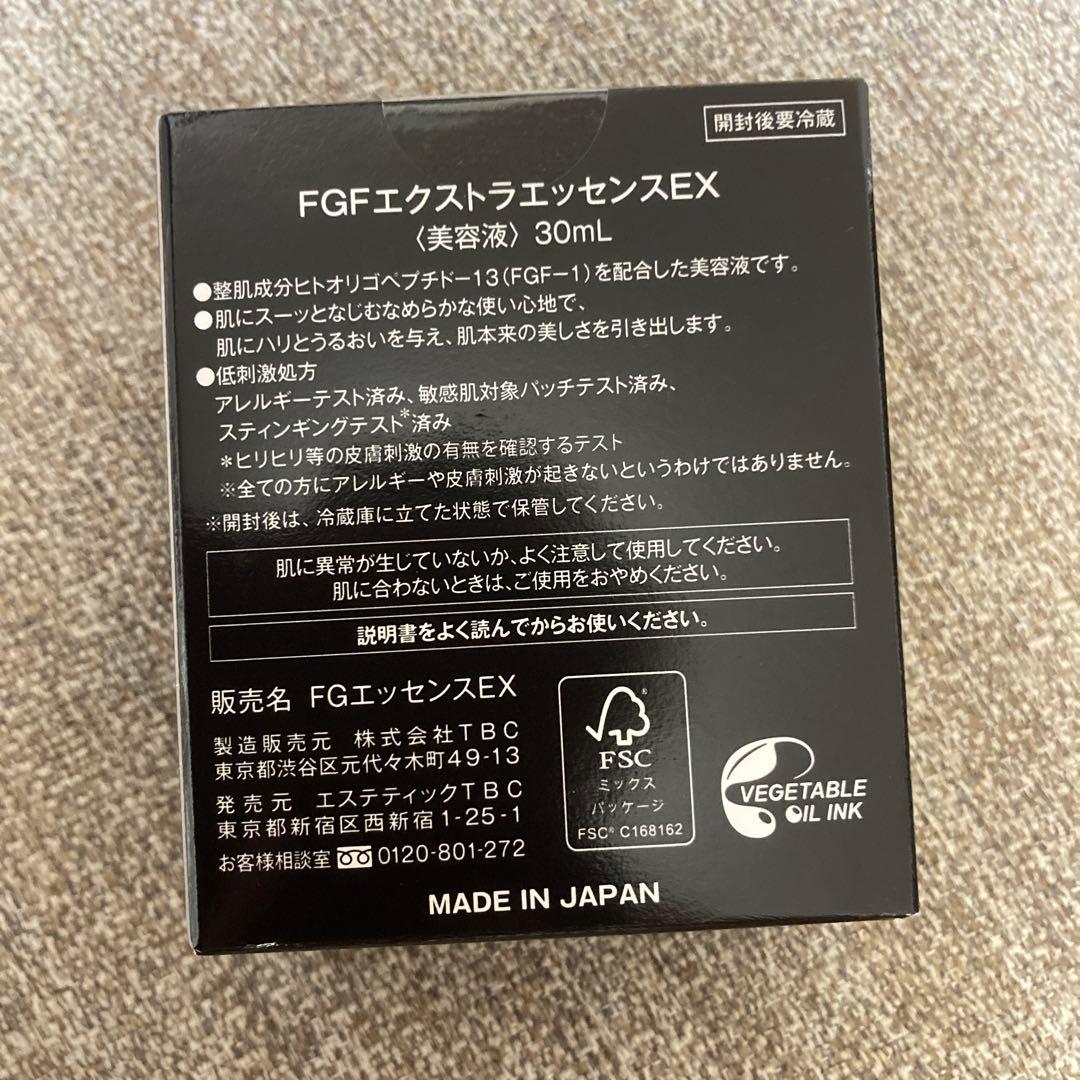 開封後要冷蔵
FGFエクストラエッセンスEX
〈美容液〉 30mL
●整肌成分ヒトオリゴペプチド-13(FGF-1)を配合した美容液です。
●肌にスーッとなじむなめらかな使い心地で、
肌にハリとうるおいを与え、肌本来の美しさを引き出します。
●低刺激処方
アレルギーテスト済み、敏感肌対象パッチテスト済み、
スティンギングテスト*済み
*ヒリヒリ等の皮膚刺激の有無を確認するテスト
※全ての方にアレルギーや皮膚刺激が起きないというわけではありません。
※開封後は、冷蔵庫に立てた状態で保管してください。
肌に異常が生じていないか、よく注意して使用してください。
肌に合わないときは、ご使用をおやめください。
説明書をよく読んでからお使いください。
販売名 FGエッセンスEX
製造販売元 株式会社TBC
東京都渋谷区元代々木町49-13
発売元 エステティックTBC
東京都新宿区西新宿1-25-1
お客様相談室 0120-801-272
®
FSC
ミックス
パッケージ
FSC® C168162
VEGETABLE
OIL INK
MADE IN JAPAN